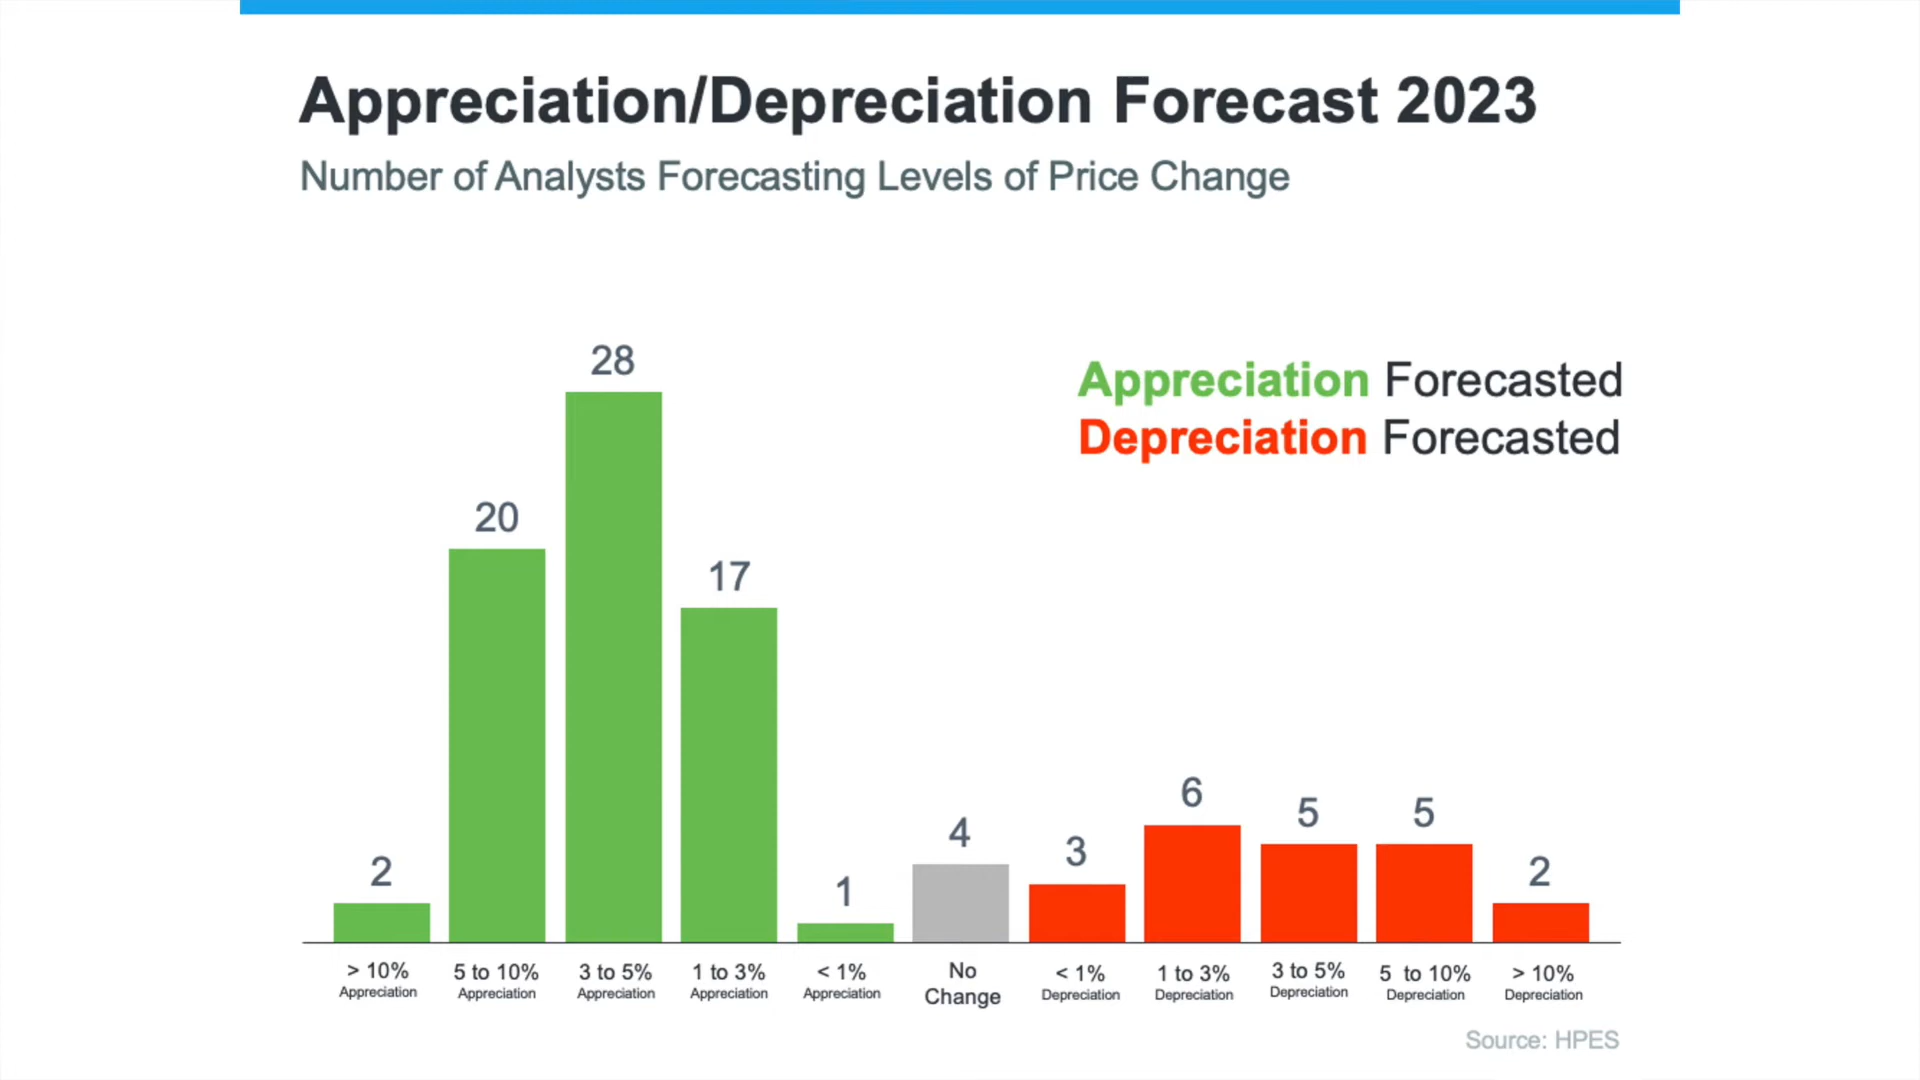 Appreciation/Depreciation Forecast 2023
Number of Analysts Forecasting Levels of Price Change
Appreciation Forecasted
Depreciation Forecasted
28
20
17
6
5
5
4
3
2
2
1
> 10%
Appreciation
5 to 10%
Appreciation
3 to 5%
Appreciation
1 to 3%
Appreciation
< 1%
Appreciation
No
Change
< 1%
Depreciation
1 to 3%
Depreciation
3 to 5%
Depreciation
5 to 10%
Depreciation
> 10%
Depreciation
Source: HPES